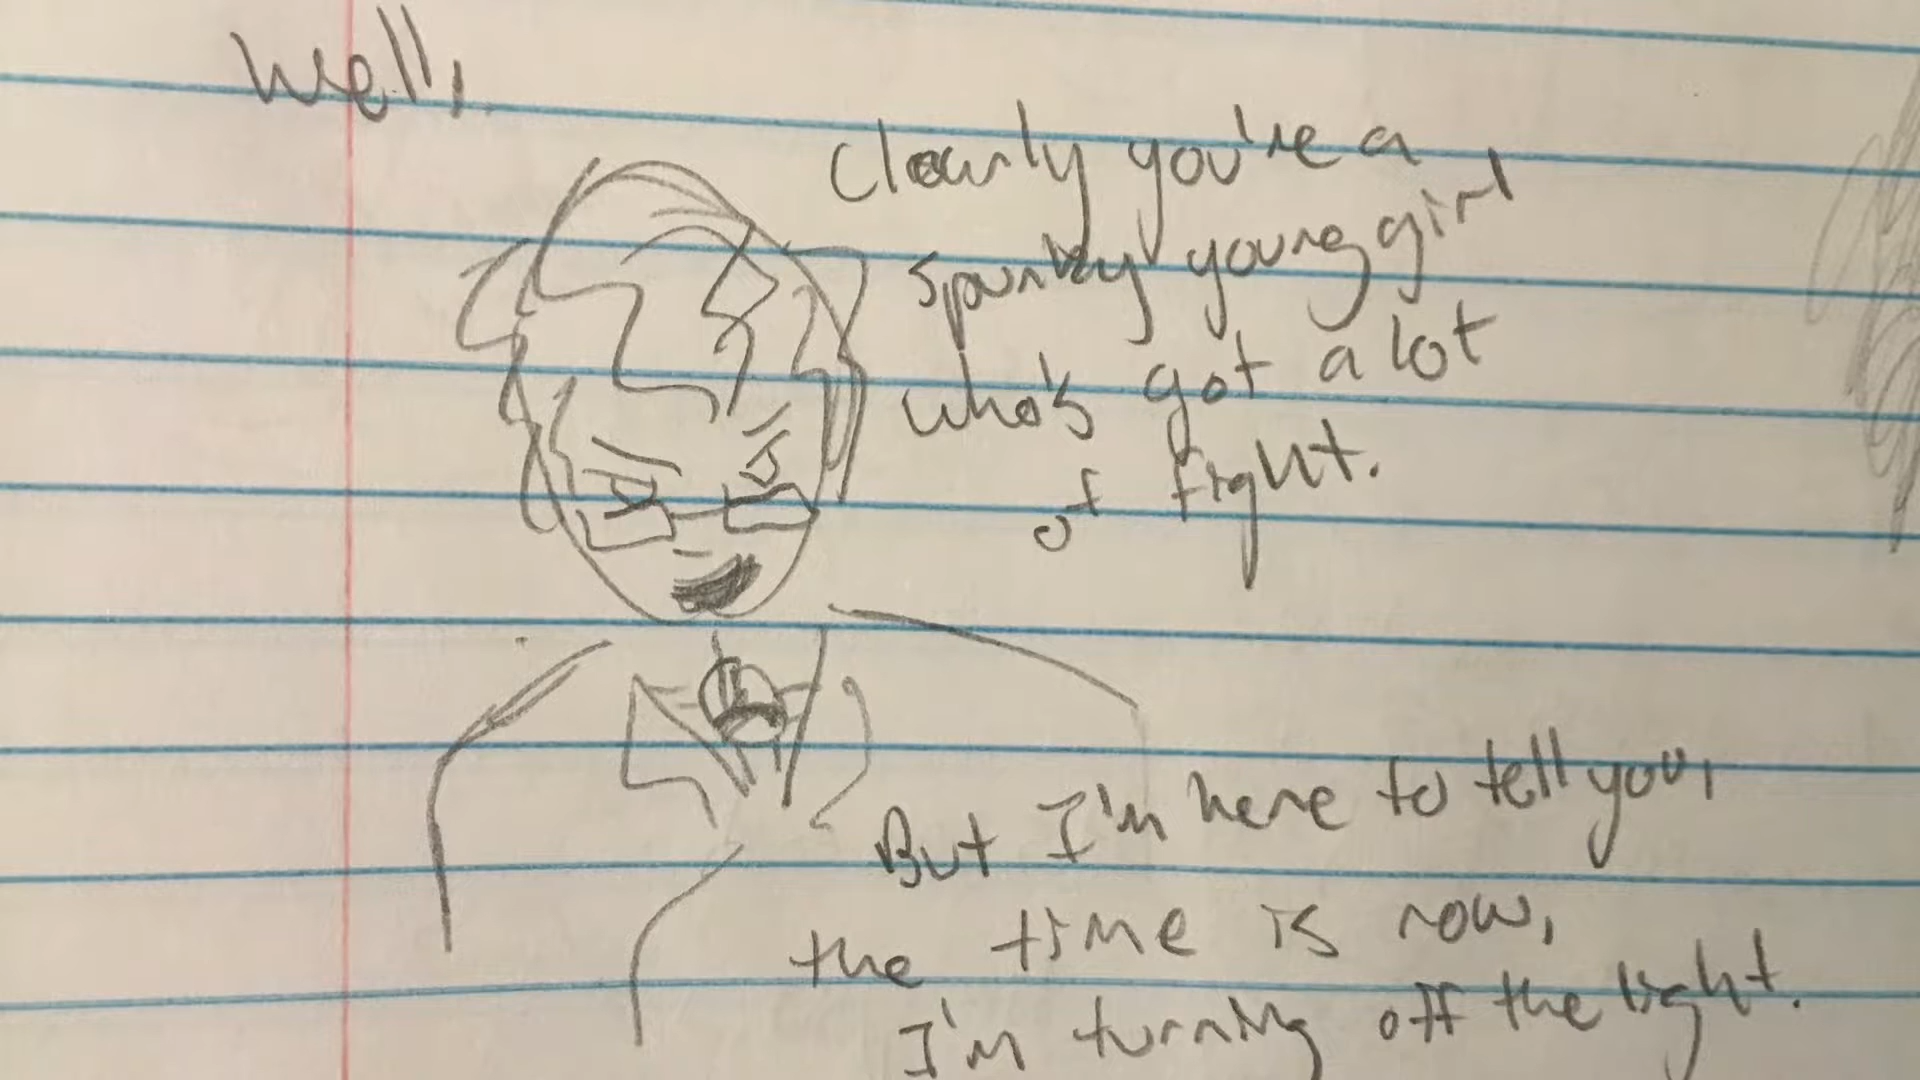 Well,
Clearly you're a
spunky young girl
who's got a lot
of fight.
But I'm here to tell you,
the time is now,
I'm turning off the light.